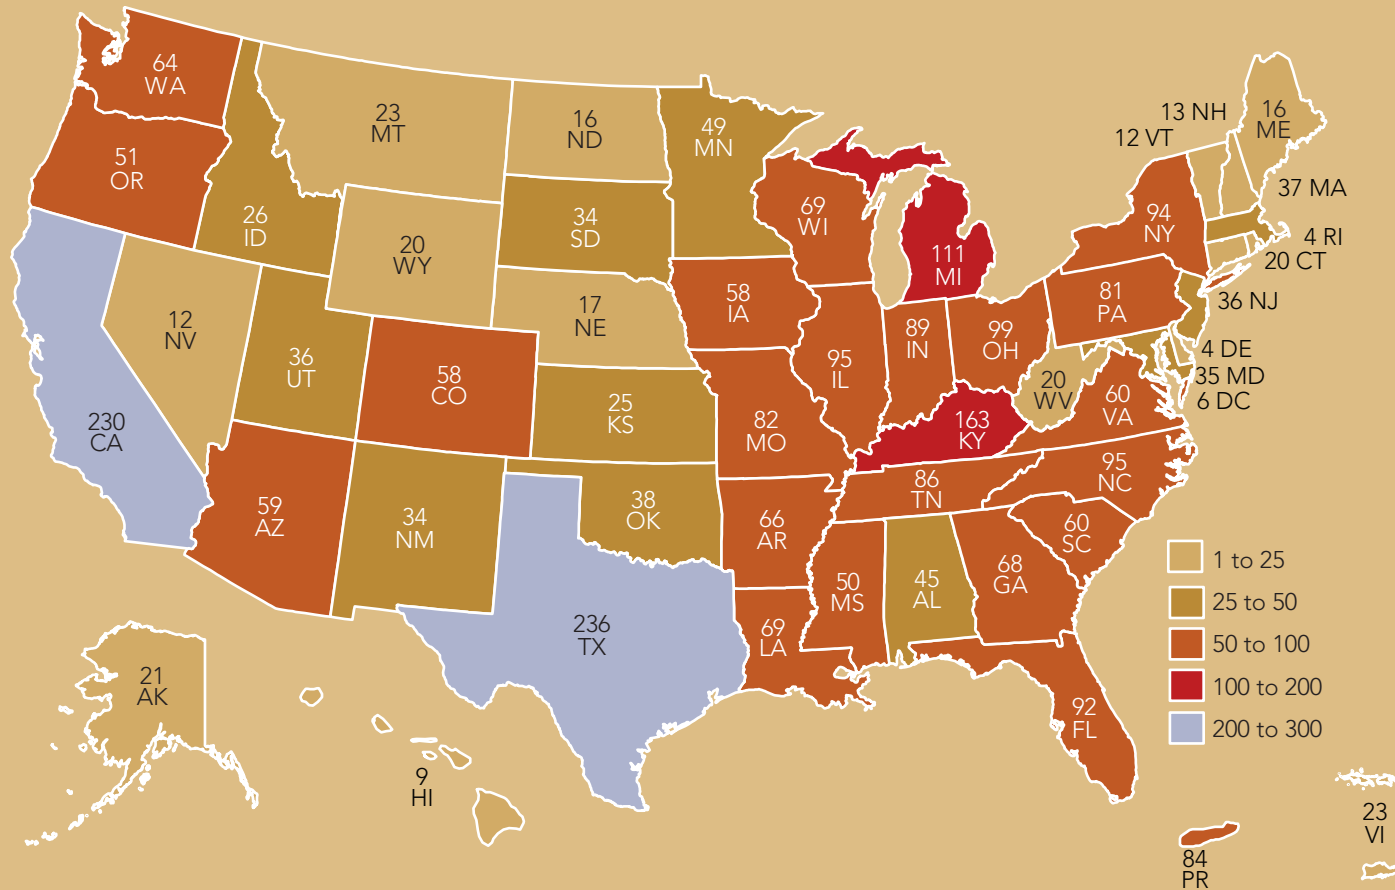 64
WA
51
OR
26
ID
23
MT
16
ND
49
MN
34
SD
20
WY
17
NE
12
NV
36
UT
58
CO
25
KS
230
CA
59
AZ
34
NM
38
OK
236
TX
69
WI
58
IA
82
MO
66
AR
69
LA
95
IL
89
IN
111
MI
99
OH
163
KY
86
TN
50
MS
45
AL
68
GA
60
SC
95
NC
60
VA
20
WV
81
PA
94
NY
12 VT
13 NH
16
ME
37 MA
4 RI
20 CT
36 NJ
4 DE
35 MD
6 DC
92
FL
1 to 25
25 to 50
50 to 100
100 to 200
200 to 300
21
AK
9
HI
84
PR
23
VI